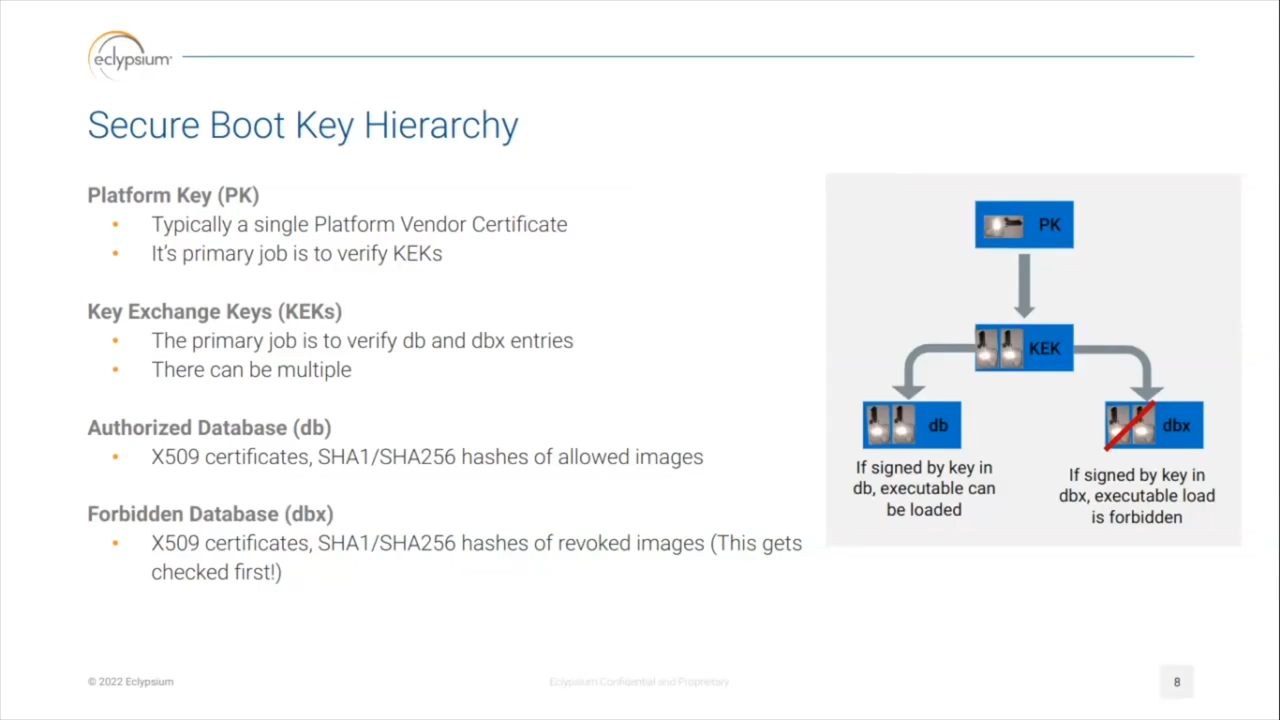 eclypsium
Secure Boot Key Hierarchy
Platform Key (PK)
• Typically a single Platform Vendor Certificate
• It's primary job is to verify KEKs
Key Exchange Keys (KEKs)
• The primary job is to verify db and dbx entries
• There can be multiple
Authorized Database (db)
• X509 certificates, SHA1/SHA256 hashes of allowed images
Forbidden Database (dbx)
• X509 certificates, SHA1/SHA256 hashes of revoked images (This gets
checked first!)
PK
KEK
db
dbx
If signed by key in
db, executable can
be loaded
If signed by key in
dbx, executable load
is forbidden
© 2022 Eclypsium
Eclypsium Confidential and Proprietary
8